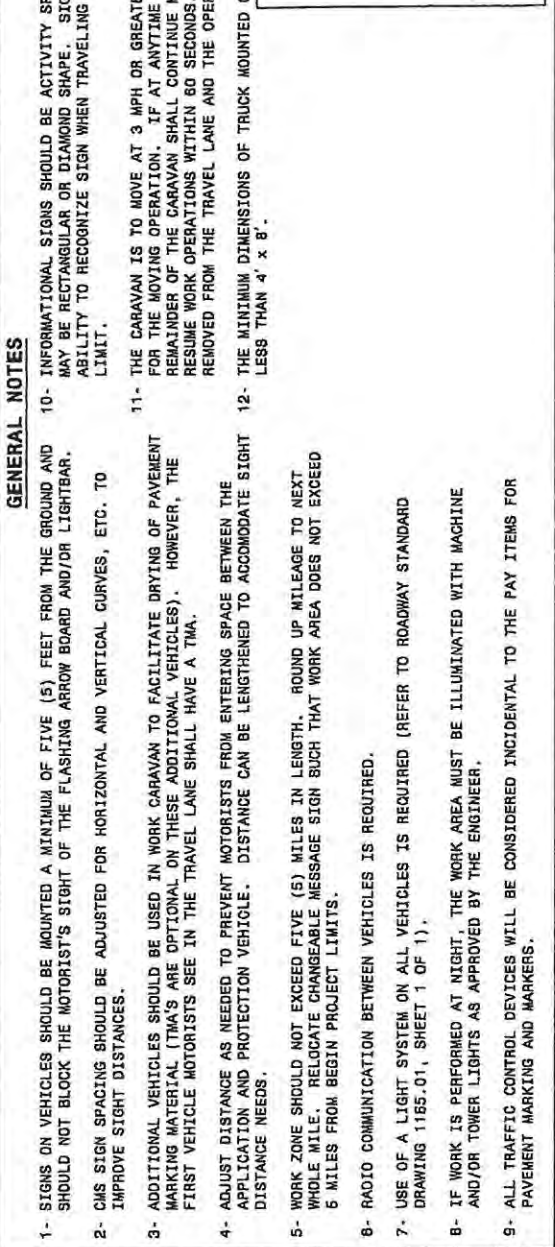 GENERAL NOTES
1- SIGNS ON VEHICLES SHOULD BE MOUNTED A MINIMUM OF FIVE (5) FEET FROM THE GROUND AND
SHOULD NOT BLOCK THE MOTORIST'S SIGHT OF THE FLASHING ARROW BOARD AND/OR LIGHTBAR.
2- CMS SIGN SPACING SHOULD BE ADJUSTED FOR HORIZONTAL AND VERTICAL CURVES, ETC. TO
IMPROVE SIGHT DISTANCES.
3- ADDITIONAL VEHICLES SHOULD BE USED IN WORK CARAVAN TO FACILITATE DRYING OF PAVEMENT
MARKING MATERIAL (TMA'S ARE OPTIONAL ON THESE ADDITIONAL VEHICLES). HOWEVER, THE
FIRST VEHICLE MOTORISTS SEE IN THE TRAVEL LANE SHALL HAVE A TMA.
4- ADJUST DISTANCE AS NEEDED TO PREVENT MOTORISTS FROM ENTERING SPACE BETWEEN THE
APPLICATION AND PROTECTION VEHICLE. DISTANCE CAN BE LENGTHENED TO ACCOMODATE SIGHT
DISTANCE NEEDS.
5- WORK ZONE SHOULD NOT EXCEED FIVE (5) MILES IN LENGTH. ROUND UP MILEAGE TO NEXT
WHOLE MILE. RELOCATE CHANGEABLE MESSAGE SIGN SUCH THAT WORK AREA DOES NOT EXCEED
5 MILES FROM BEGIN PROJECT LIMITS.
6- RADIO COMMUNICATION BETWEEN VEHICLES IS REQUIRED.
7- USE OF A LIGHT SYSTEM ON ALL VEHICLES IS REQUIRED (REFER TO ROADWAY STANDARD
DRAWING 1165.01, SHEET 1 OF 1).
8- IF WORK IS PERFORMED AT NIGHT, THE WORK AREA MUST BE ILLUMINATED WITH MACHINE
AND/OR TOWER LIGHTS AS APPROVED BY THE ENGINEER.
9- ALL TRAFFIC CONTROL DEVICES WILL BE CONSIDERED INCIDENTAL TO THE PAY ITEMS FOR
PAVEMENT MARKING AND MARKERS.
10- INFORMATIONAL SIGNS SHOULD BE ACTIVITY
MAY BE RECTANGULAR OR DIAMOND SHAPE.
ABILITY TO RECOGNIZE SIGN WHEN TRAVELING
LIMIT.
11- THE CARAVAN IS TO MOVE AT 3 MPH OR
FOR THE MOVING OPERATION. IF AT ANYTIME
REMAINDER OF THE CARAVAN SHALL CONTINUE
RESUME WORK OPERATIONS WITHIN 60 SECONDS.
REMOVED FROM THE TRAVEL LANE AND THE
12- THE MINIMUM DIMENSIONS OF TRUCK MOUNTED
LESS THAN 4' x 8'.